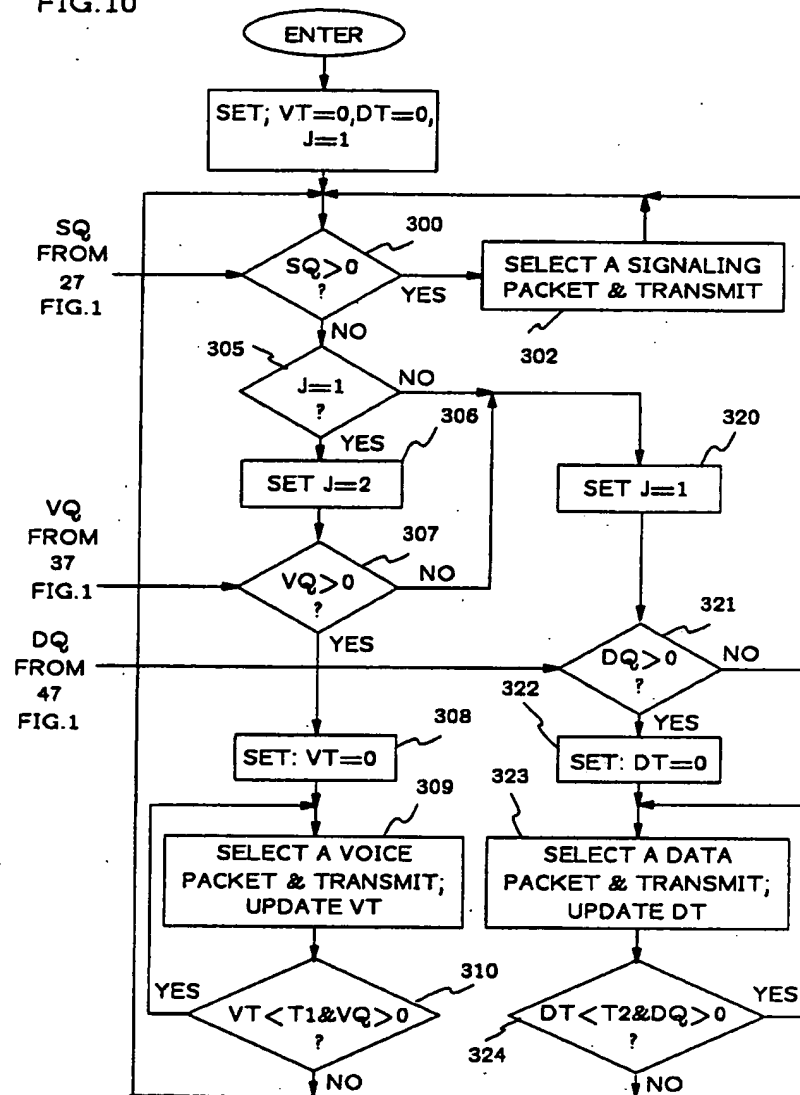 FIG.10
ENTER
SET; VT=0,DT=0,
J=1
SQ
FROM
27
FIG.1
300
SQ>0
?
YES
SELECT A SIGNALING
PACKET & TRANSMIT
302
NO
305
J=1
?
NO
YES
306
SET J=2
320
SET J=1
VQ
FROM
37
FIG.1
307
VQ>0
?
NO
YES
DQ
FROM
47
FIG.1
321
DQ>0
?
NO
YES
308
SET: VT=0
322
SET: DT=0
309
SELECT A VOICE
PACKET & TRANSMIT;
UPDATE VT
323
SELECT A DATA
PACKET & TRANSMIT;
UPDATE DT
YES
310
VT<T1&VQ>0
?
NO
YES
324
DT<T2&DQ>0
?
NO